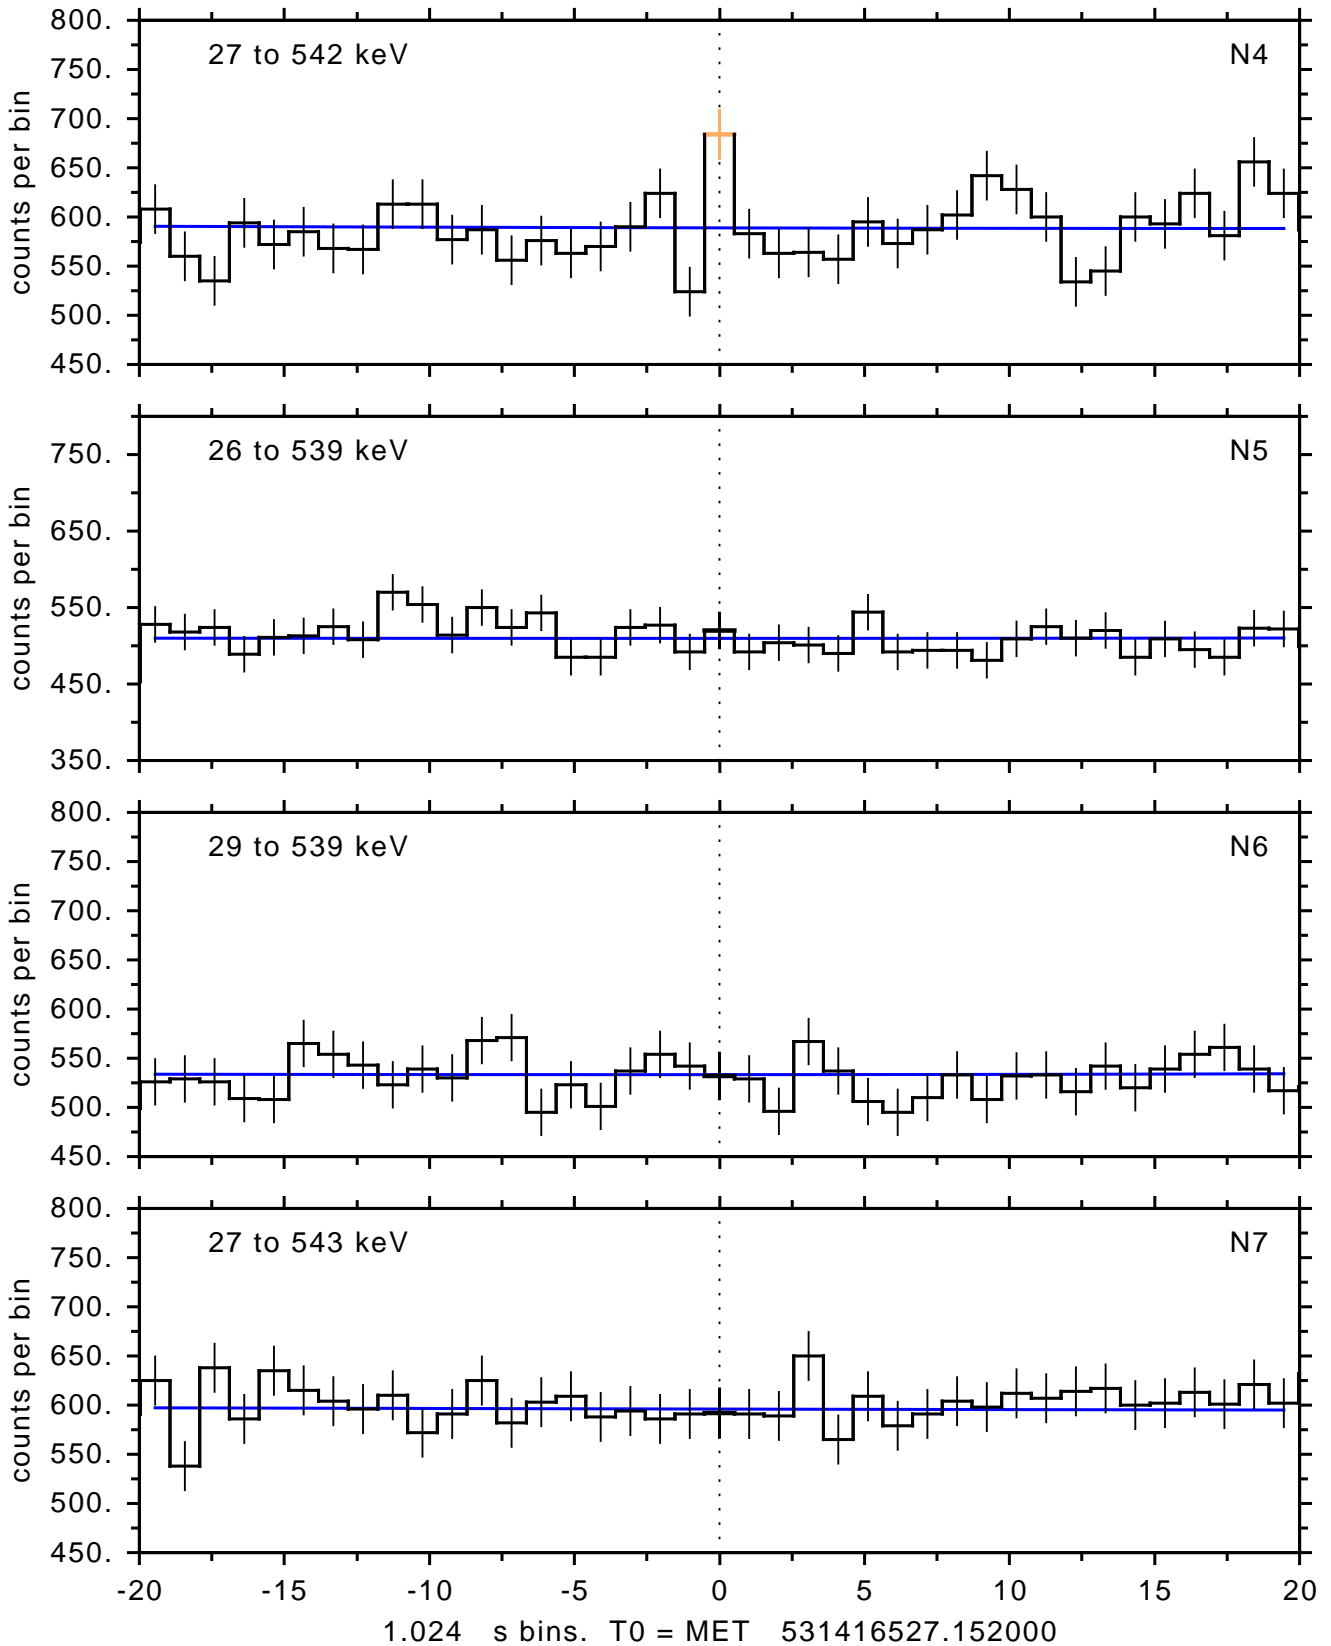 800.
27 to 542 keV N4
750.
700.
650.
600.
550.
500.
450.
counts per bin
26 to 539 keV N5
750.
650.
550.
450.
350.
counts per bin
800.
29 to 539 keV N6
750.
700.
650.
600.
550.
500.
450.
counts per bin
800.
27 to 543 keV N7
750.
700.
650.
600.
550.
500.
450.
counts per bin
-20 -15 -10 -5 0 5 10 15 20
1.024 s bins. T0 = MET 531416527.152000